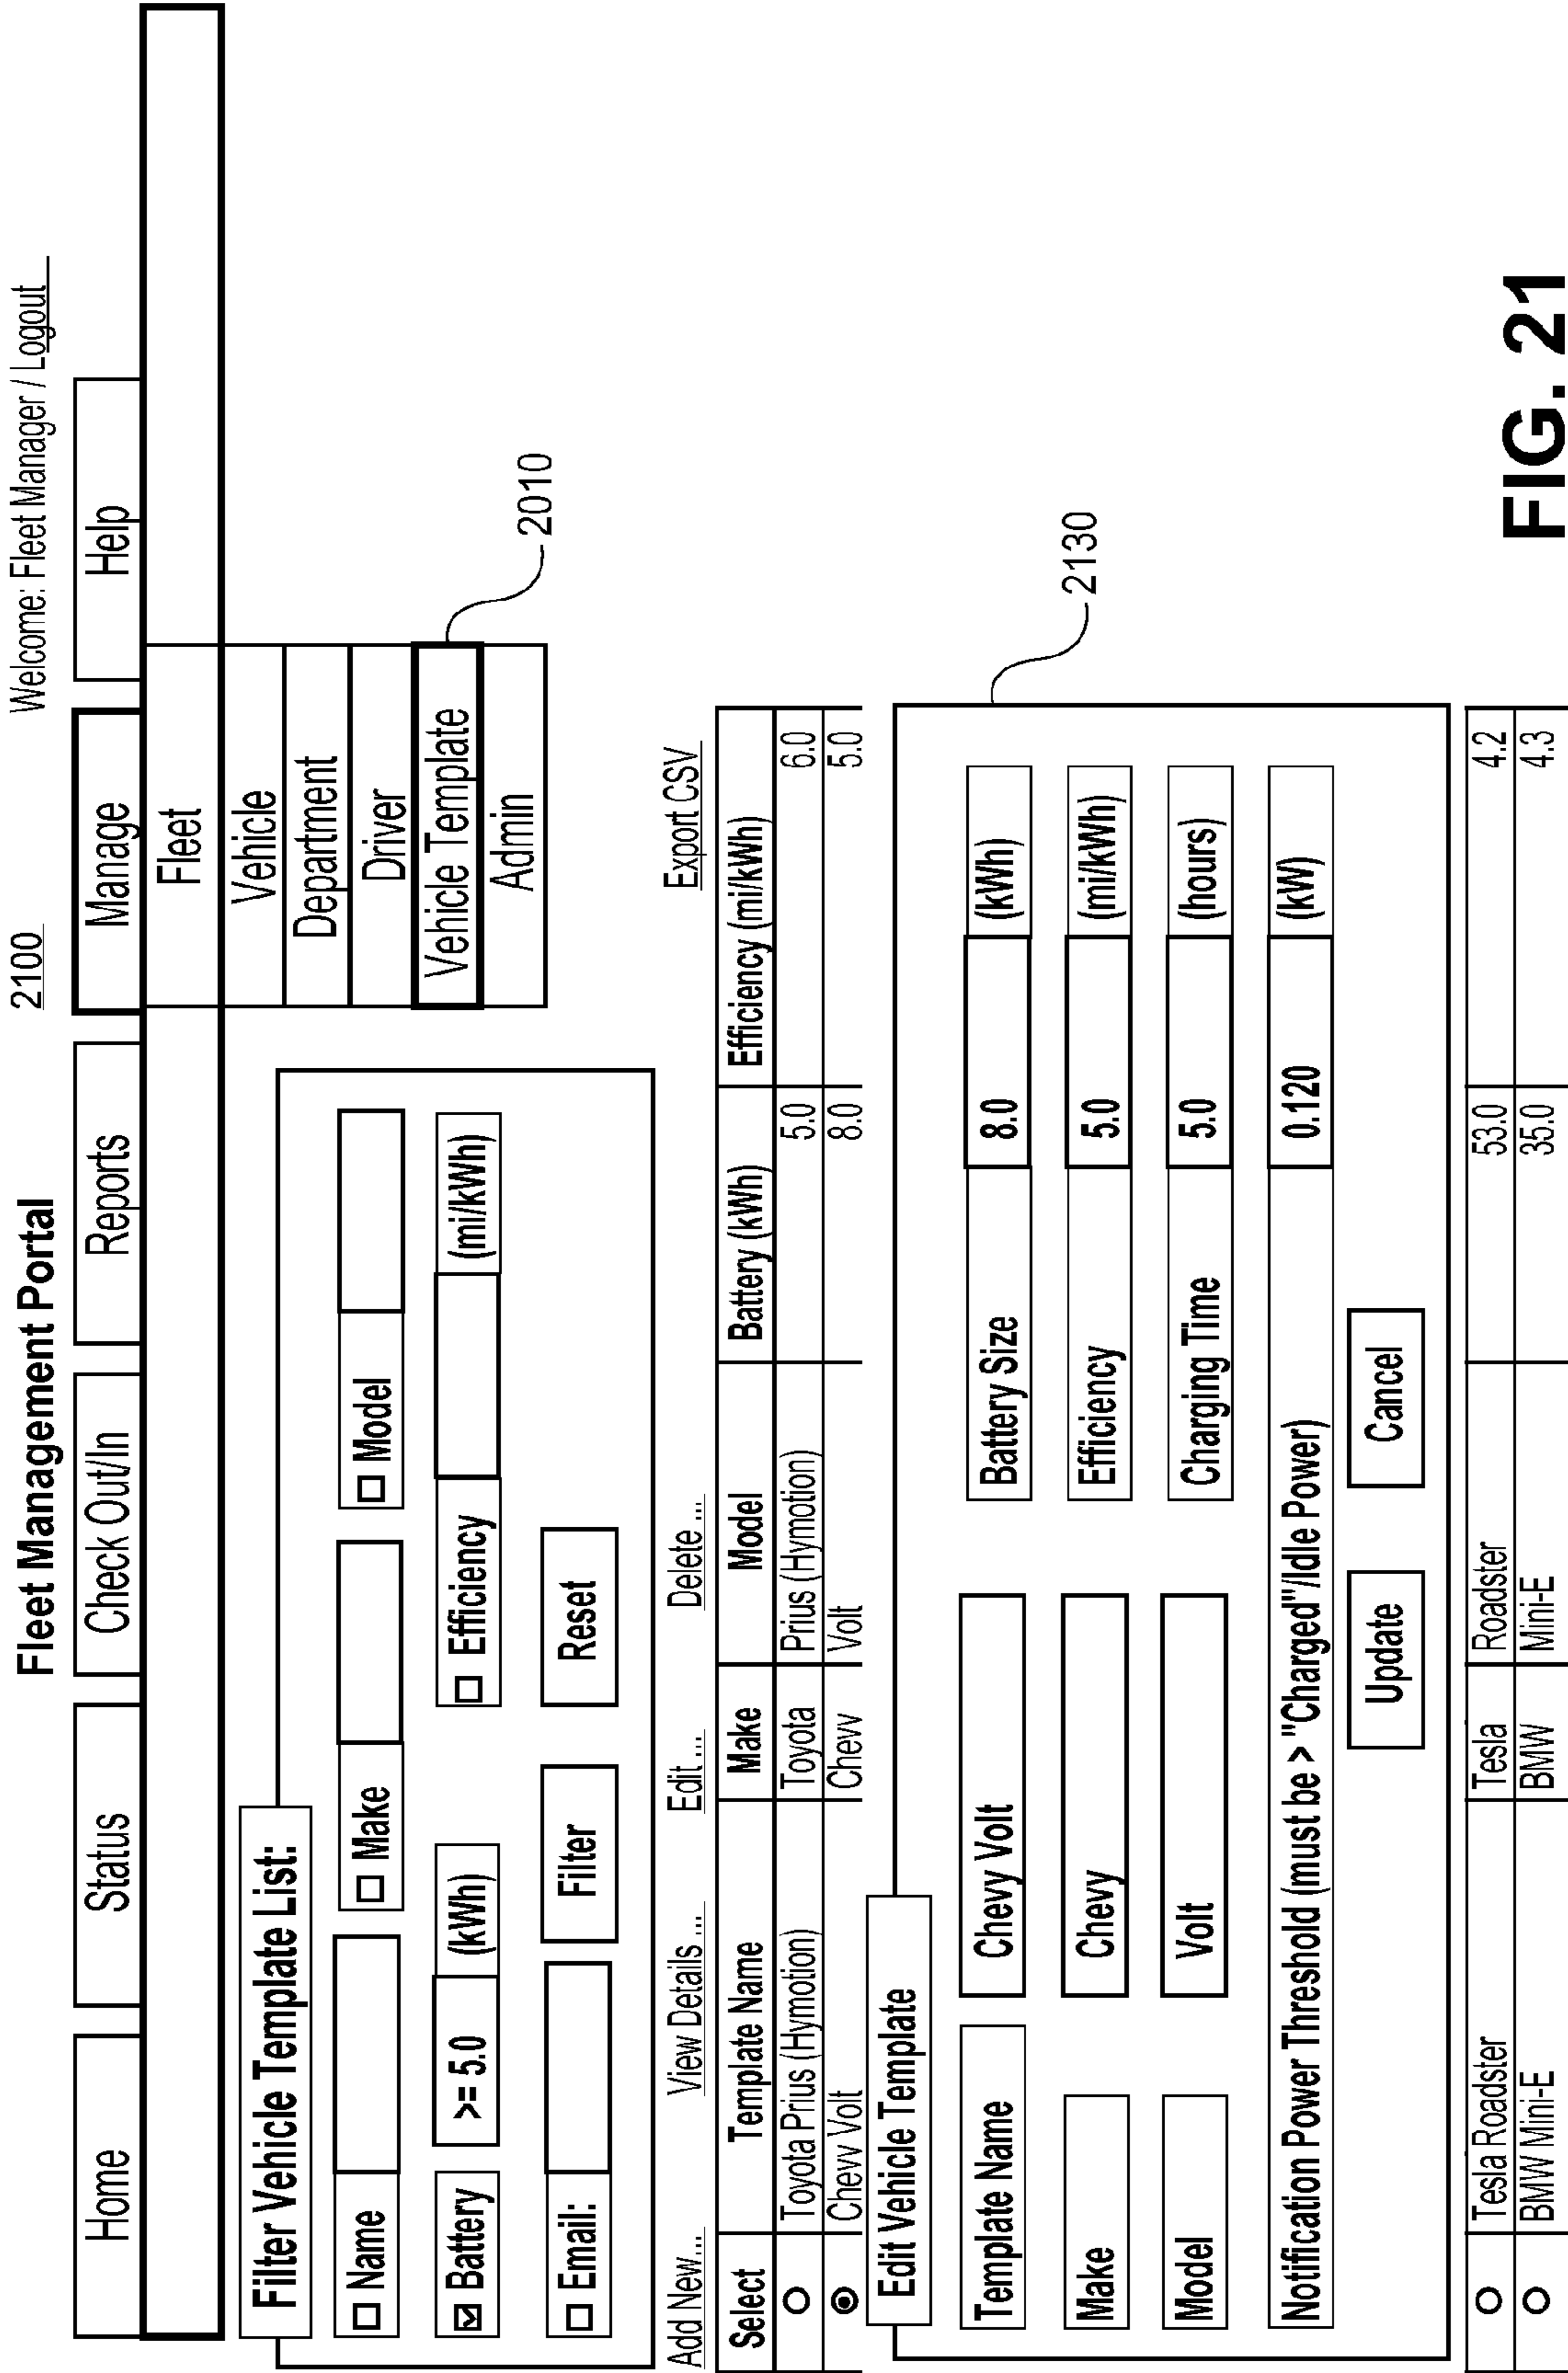 2100
Welcome: Fleet Manager / Logout
Fleet Management Portal
Home Status Check Out/In Reports Manage Help
Fleet
Vehicle
Department
Driver
Vehicle Template
Admin
2010
Filter Vehicle Template List:
☐ Name ☐ Make ☐ Model
☑ Battery >= 5.0 (kWh) ☐ Efficiency (mi/kWh)
☐ Email: Filter Reset
Add New... View Details ... Edit ... Delete ... Export CSV
Select Template Name Make Model Battery (kWh) Efficiency (mi/kWh)
Toyota Prius (Hymotion) Toyota Prius (Hymotion) 5.0 6.0
Chevy Volt Chevy Volt 8.0 5.0
Edit Vehicle Template
2130
Template Name Chevy Volt Battery Size 8.0 (kWh)
Make Chevy Efficiency 5.0 (mi/kWh)
Model Volt Charging Time 5.0 (hours)
Notification Power Threshold (must be > "Charged"/Idle Power) 0.120 (kW)
Update Cancel
Tesla Roadster Tesla Roadster 53.0 4.2
BMW Mini-E BMW Mini-E 35.0 4.3
FIG. 21